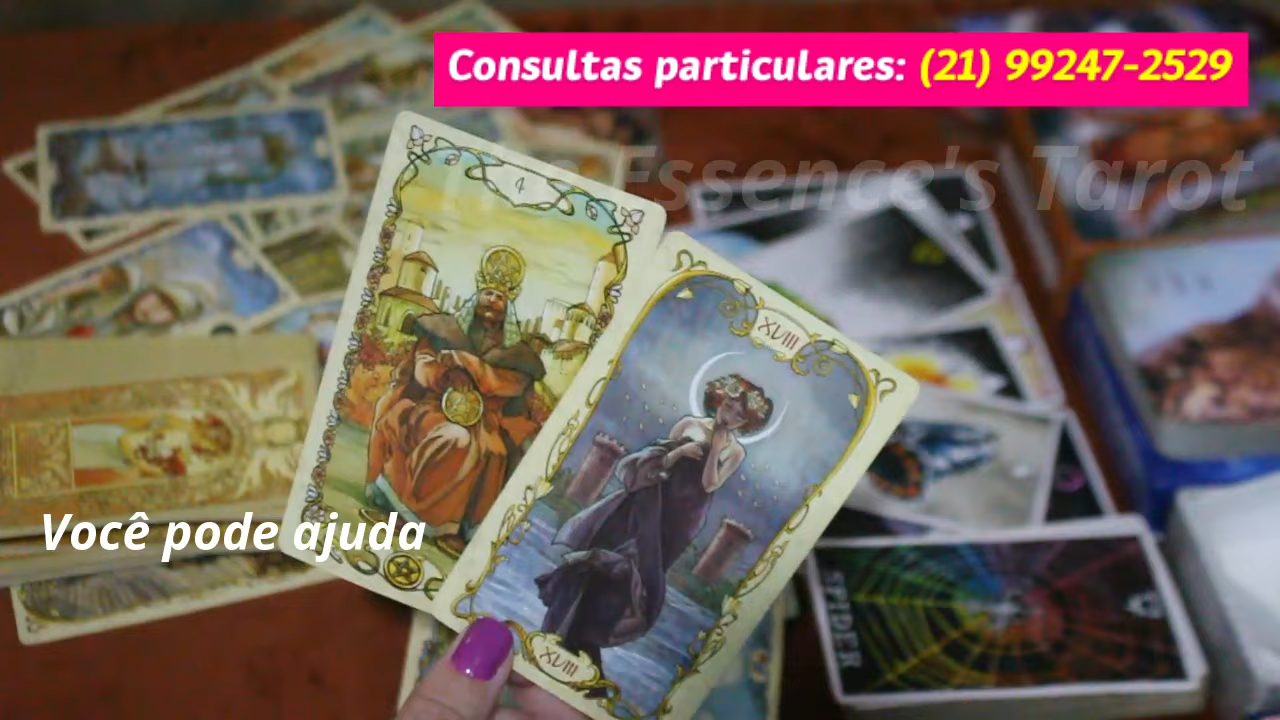 Consultas particulares: (21) 99247-2529
Essence's Tarot
4
XVIII
Você pode ajuda
SPIDER
XVIII